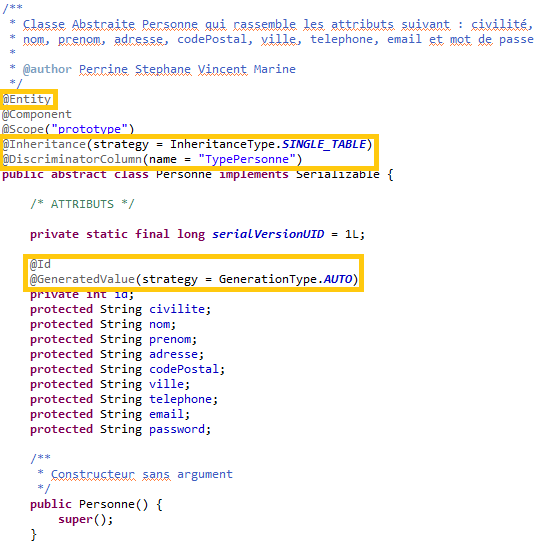 /**
 * Classe Abstraite Personne qui rassemble les attributs suivant : civilité,
 * nom, prenom, adresse, codePostal, ville, telephone, email et mot de passe
 *
 * @author Perrine Stephane Vincent Marine
 */
@Entity
@Component
@Scope("prototype")
@Inheritance(strategy = InheritanceType.SINGLE_TABLE)
@DiscriminatorColumn(name = "TypePersonne")
public abstract class Personne implements Serializable {
/* ATTRIBUTS */
private static final long serialVersionUID = 1L;
@Id
@GeneratedValue(strategy = GenerationType.AUTO)
private int id;
protected String civilite;
protected String nom;
protected String prenom;
protected String adresse;
protected String codePostal;
protected String ville;
protected String telephone;
protected String email;
protected String password;
/**
 * Constructeur sans argument
 */
public Personne() {
super();
}